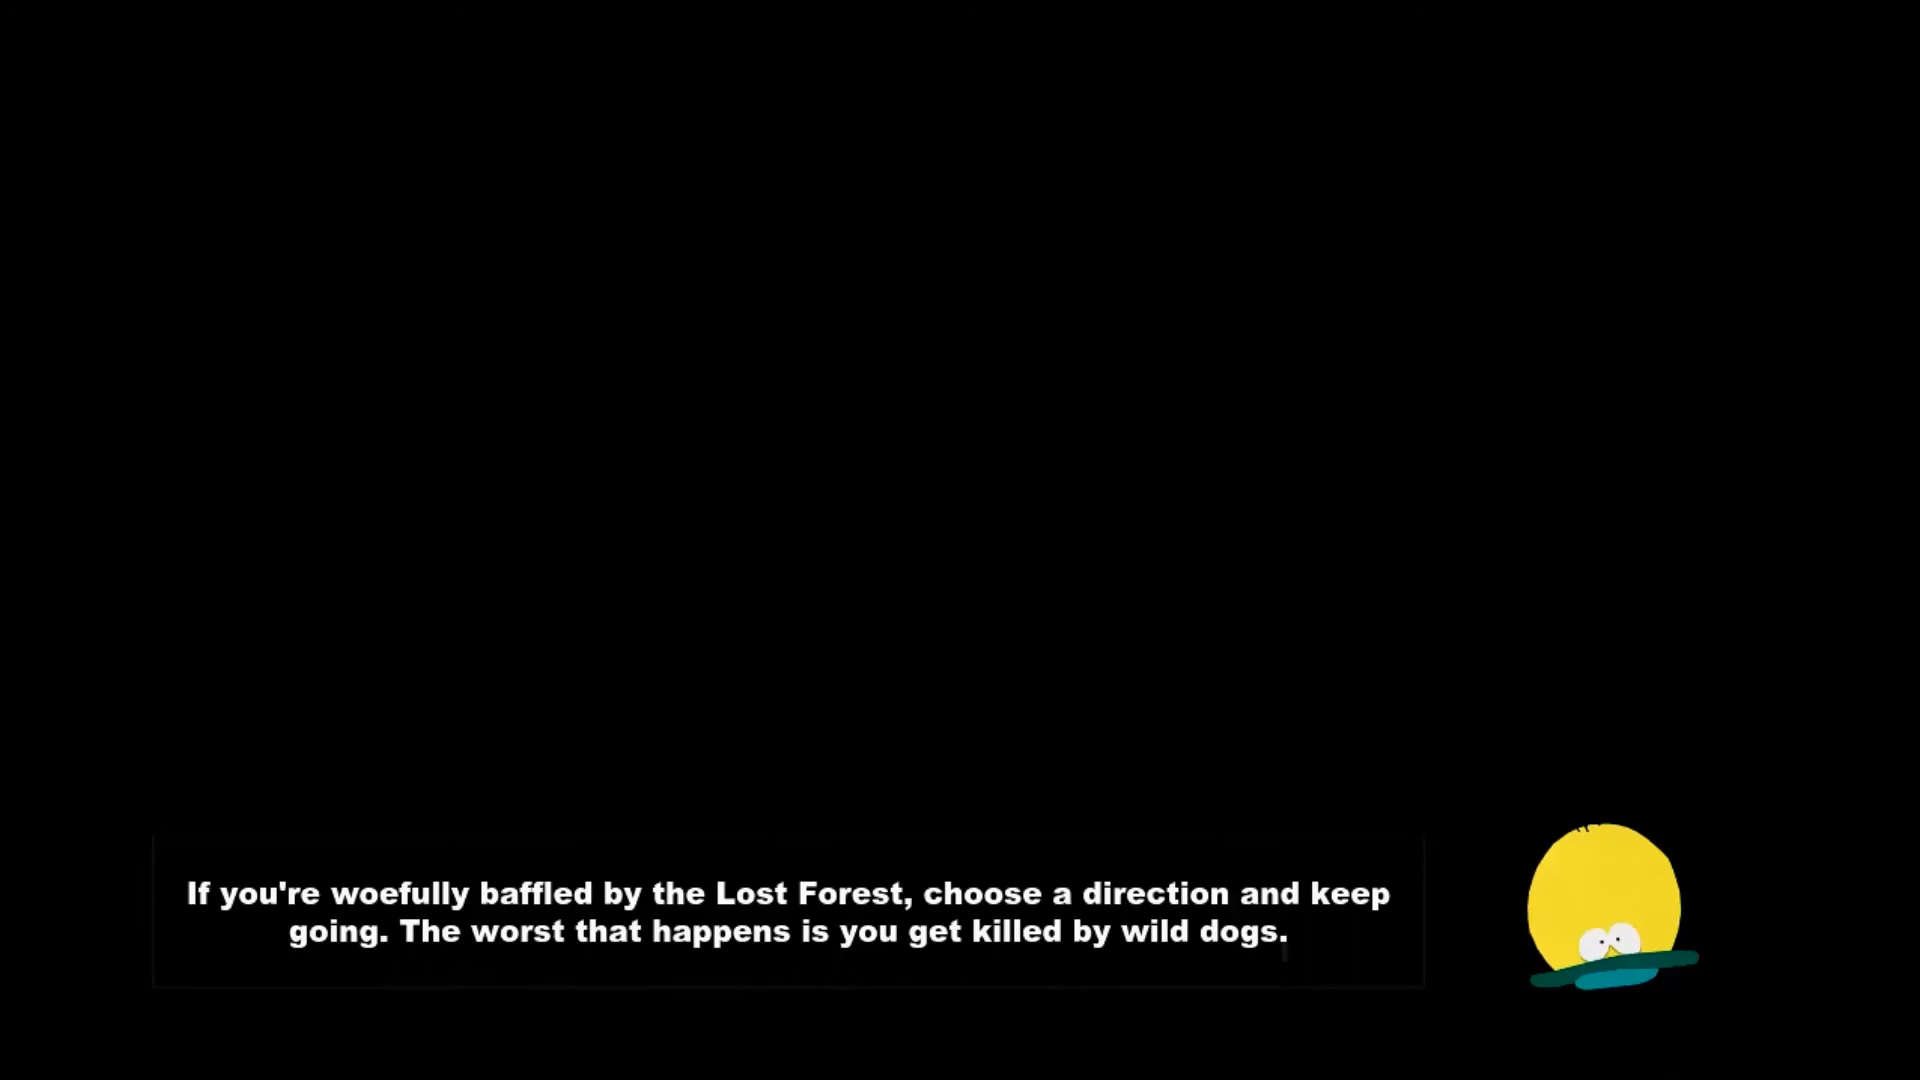 If you're woefully baffled by the Lost Forest, choose a direction and keep
going. The worst that happens is you get killed by wild dogs.